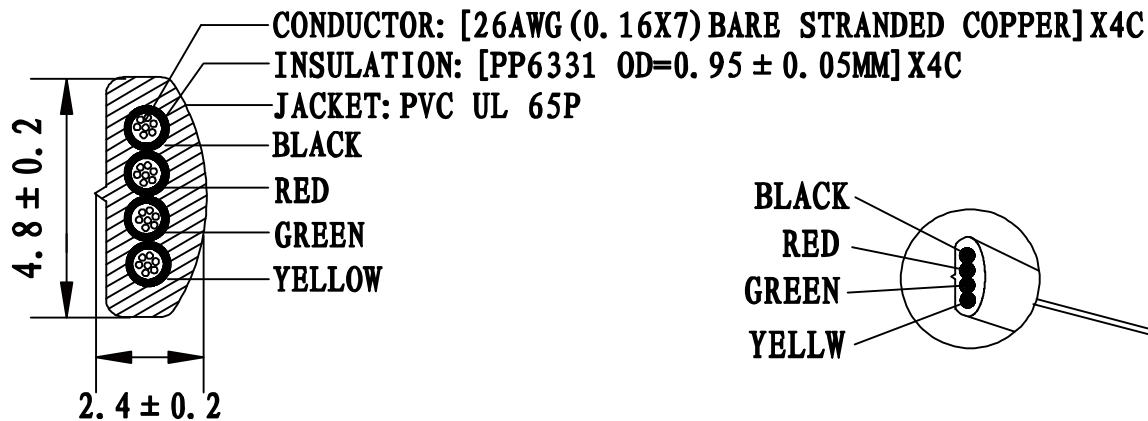 CONDUCTOR: [26AWG(0.16X7)BARE STRANDED COPPER]X4C
INSULATION: [PP6331 OD=0.95±0.05MM]X4C
JACKET: PVC UL 65P
BLACK
RED
GREEN
YELLOW
4.8±0.2
2.4±0.2
BLACK
RED
GREEN
YELLW